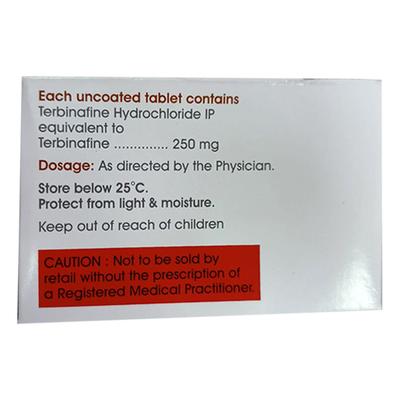 Each uncoated tablet contains
Terbinafine Hydrochloride IP
equivalent to
Terbinafine .............. 250 mg
Dosage: As directed by the Physician.
Store below 25°C.
Protect from light & moisture.
Keep out of reach of children
CAUTION : Not to be sold by
retail without the prescription of
a Registered Medical Practitioner.